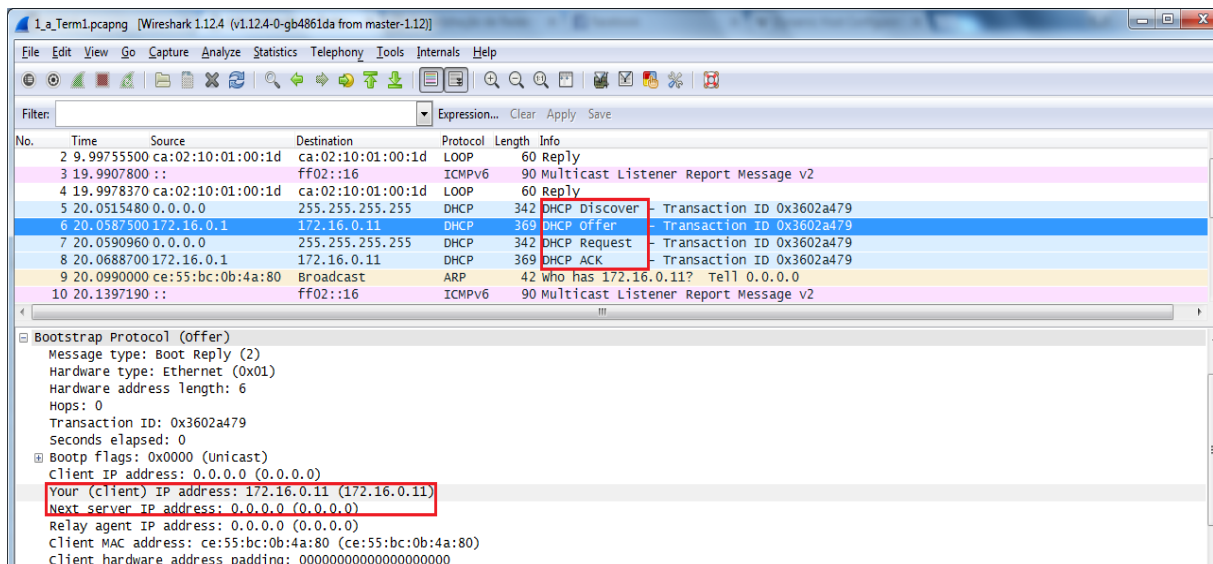 1_a_Term1.pcapng [Wireshark 1.12.4 (v1.12.4-0-gb4861da from master-1.12)]
File Edit View Go Capture Analyze Statistics Telephony Tools Internals Help
Filter: Expression... Clear Apply Save
No. Time Source Destination Protocol Length Info
2 9.99755500 ca:02:10:01:00:1d ca:02:10:01:00:1d LOOP 60 Reply
3 19.9907800 :: ff02::16 ICMPv6 90 Multicast Listener Report Message v2
4 19.9978370 ca:02:10:01:00:1d ca:02:10:01:00:1d LOOP 60 Reply
5 20.0515480 0.0.0.0 255.255.255.255 DHCP 342 DHCP Discover - Transaction ID 0x3602a479
6 20.0587500 172.16.0.1 172.16.0.11 DHCP 369 DHCP Offer - Transaction ID 0x3602a479
7 20.0590960 0.0.0.0 255.255.255.255 DHCP 342 DHCP Request - Transaction ID 0x3602a479
8 20.0688700 172.16.0.1 172.16.0.11 DHCP 369 DHCP ACK - Transaction ID 0x3602a479
9 20.0990000 ce:55:bc:0b:4a:80 Broadcast ARP 42 Who has 172.16.0.11? Tell 0.0.0.0
10 20.1397190 :: ff02::16 ICMPv6 90 Multicast Listener Report Message v2
Bootstrap Protocol (Offer)
Message type: Boot Reply (2)
Hardware type: Ethernet (0x01)
Hardware address length: 6
Hops: 0
Transaction ID: 0x3602a479
Seconds elapsed: 0
Bootp flags: 0x0000 (Unicast)
Client IP address: 0.0.0.0 (0.0.0.0)
Your (client) IP address: 172.16.0.11 (172.16.0.11)
Next server IP address: 0.0.0.0 (0.0.0.0)
Relay agent IP address: 0.0.0.0 (0.0.0.0)
Client MAC address: ce:55:bc:0b:4a:80 (ce:55:bc:0b:4a:80)
Client hardware address padding: 00000000000000000000